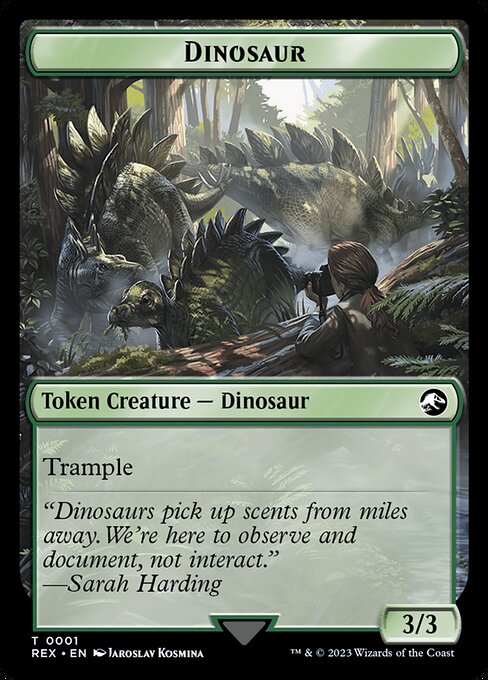 Dinosaur
Token Creature — Dinosaur
Trample
“Dinosaurs pick up scents from miles
away. We’re here to observe and
document, not interact.”
—Sarah Harding
3/3
T 0001
REX • EN Jaroslav Kosmina
™ & © 2023 Wizards of the Coast